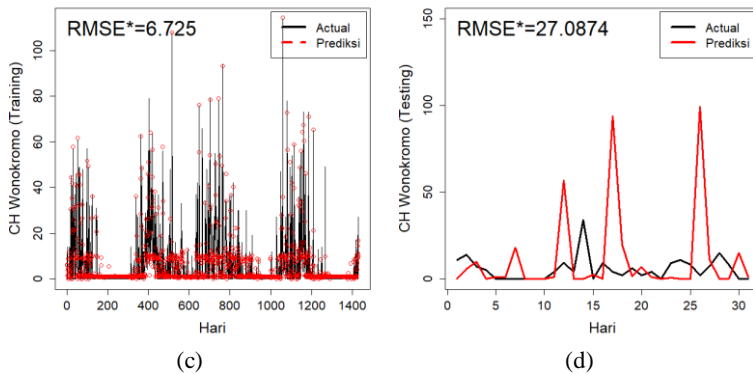 RMSE*=6.725
Actual
Prediksi
CH Wonokromo (Training)
100
80
60
40
20
0
0 200 400 600 800 1000 1200 1400
Hari
(c)
RMSE*=27.0874
Actual
Prediksi
CH Wonokromo (Testing)
150
100
50
0
0 5 10 15 20 25 30
Hari
(d)